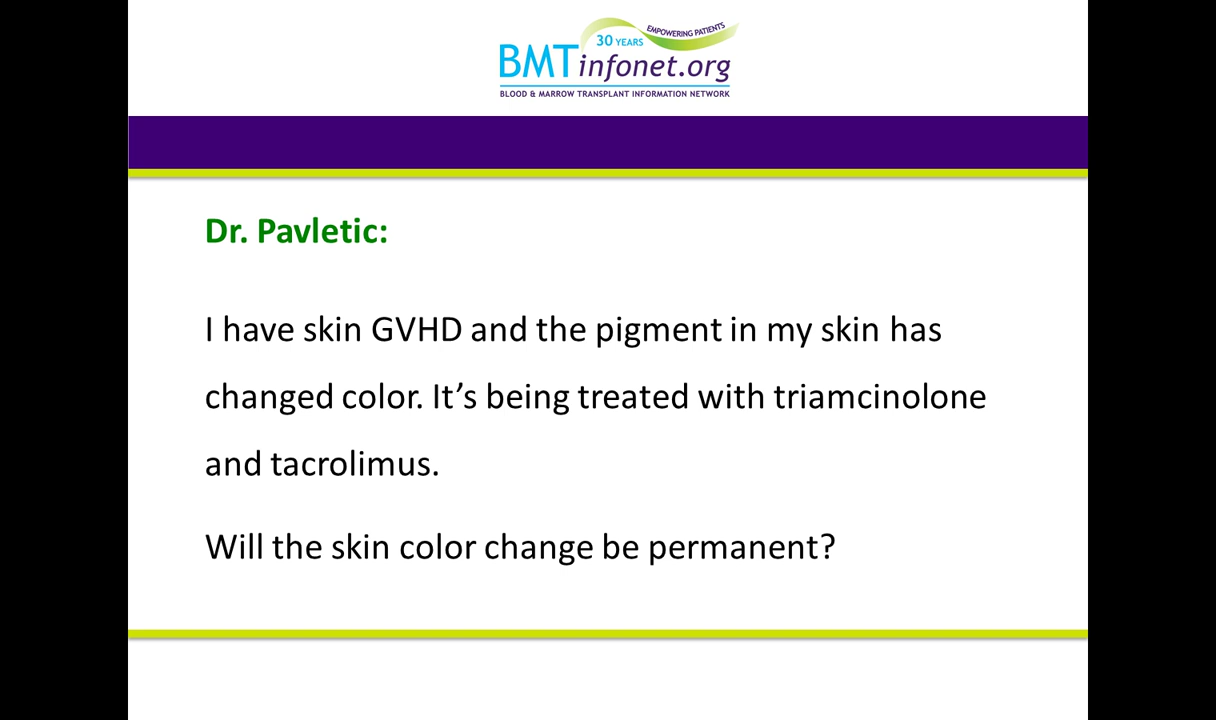 EMPOWERING PATIENTS
30 YEARS
BMTinfonet.org
BLOOD & MARROW TRANSPLANT INFORMATION NETWORK
Dr. Pavletic:
I have skin GVHD and the pigment in my skin has
changed color. It’s being treated with triamcinolone
and tacrolimus.
Will the skin color change be permanent?